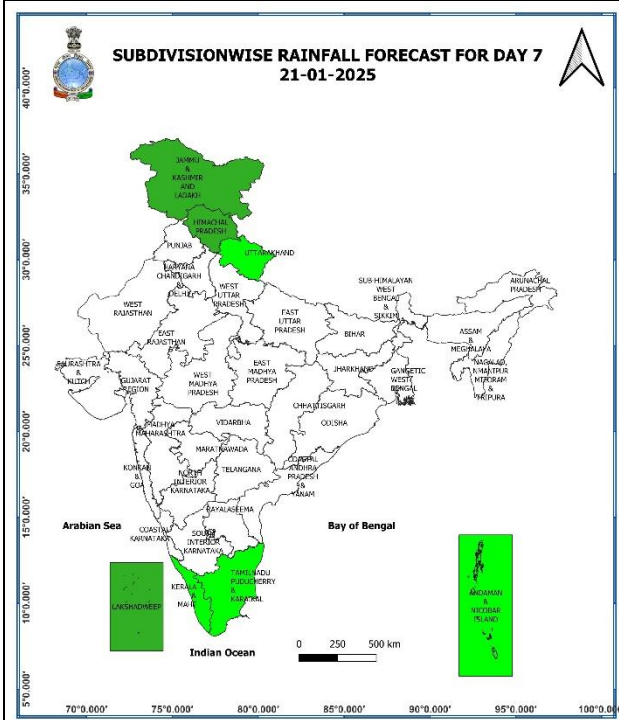 SUBDIVISIONWISE RAINFALL FORECAST FOR DAY 7
21-01-2025
40°0.000'
35°0.000'
30°0.000'
25°0.000'
20°0.000'
15°0.000'
10°0.000'
5°0.000'
JAMMU
&
KASHMIR
AND
LADAKH
HIMACHAL
PRADESH
PUNJAB
UTTARAKHAND
HARYANA
CHANDIGARH
&
DELHI
WEST
UTTAR
PRADESH
SUB-HIMALAYAN
WEST
BENGAL
&
SIKKIM
ARUNACHAL
PRADESH
WEST
RAJASTHAN
EAST
RAJASTHAN
EAST
UTTAR
PRADESH
BIHAR
ASSAM
&
MEGHALAYA
SAURASHTRA
&
KUTCH
GUJARAT
REGION
WEST
MADHYA
PRADESH
EAST
MADHYA
PRADESH
JHARKHAND
GANGETIC
WEST
BENGAL
MIZORAM
&
TRIPURA
CHHATTISGARH
ODISHA
MADHYA
MAHARASHTRA
VIDARBHA
MARATHWADA
KONKAN
&
GOA
NORTH
INTERIOR
KARNATAKA
TELANGANA
COASTAL
ANDHRA
PRADESH
&
YANAM
RAYALASEEMA
Arabian Sea
Bay of Bengal
COASTAL
KARNATAKA
SOUTH
INTERIOR
KARNATAKA
LAKSHADWEEP
KERALA
&
MAHE
TAMILNADU
PUDUCHERRY
&
KARAIKAL
ANDAMAN
&
NICOBAR
ISLAND
Indian Ocean
0 250 500 km
70°0.000' 75°0.000' 80°0.000' 85°0.000' 90°0.000' 95°0.000' 100°0.0